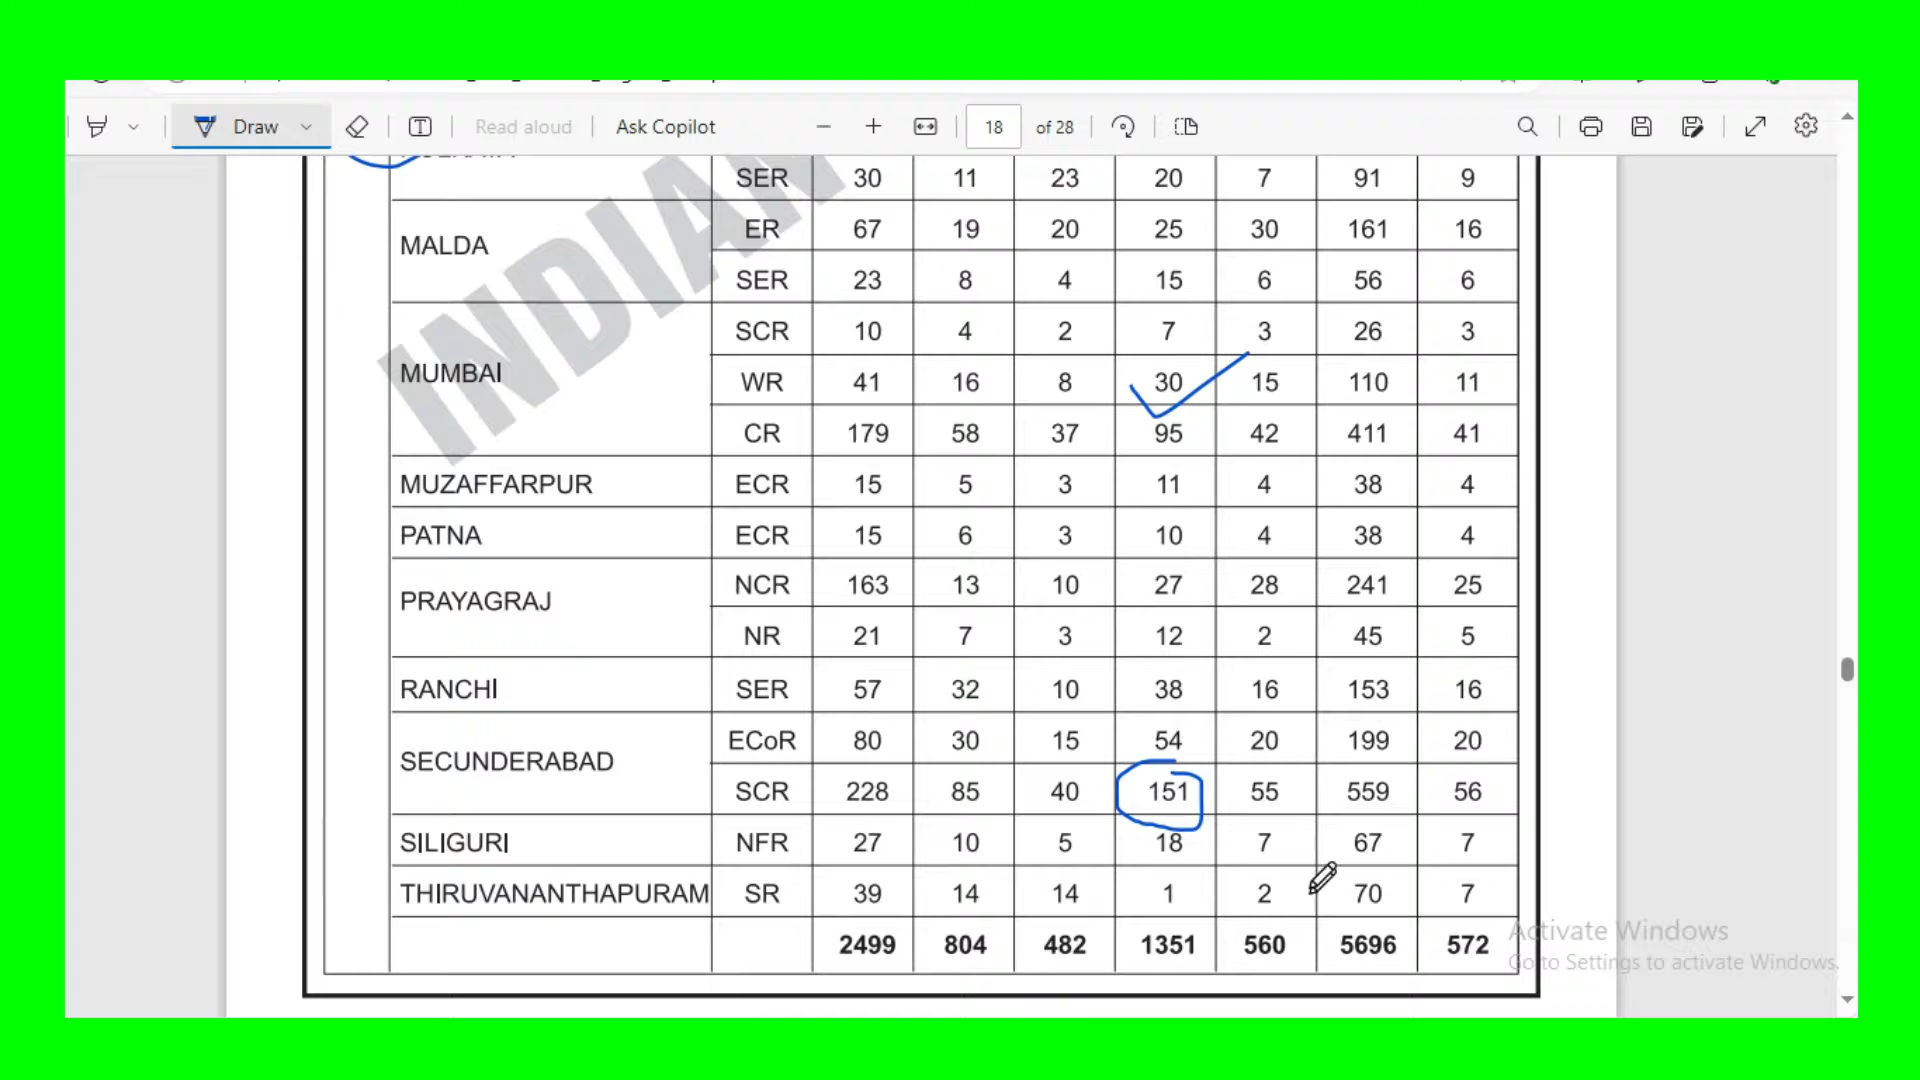 Draw
Read aloud
Ask Copilot
18
of 28
SER 30 11 23 20 7 91 9
MALDA
ER 67 19 20 25 30 161 16
SER 23 8 4 15 6 56 6
MUMBAI
SCR 10 4 2 7 3 26 3
WR 41 16 8 30 15 110 11
CR 179 58 37 95 42 411 41
MUZAFFARPUR ECR 15 5 3 11 4 38 4
PATNA ECR 15 6 3 10 4 38 4
PRAYAGRAJ
NCR 163 13 10 27 28 241 25
NR 21 7 3 12 2 45 5
RANCHI SER 57 32 10 38 16 153 16
SECUNDERABAD
ECoR 80 30 15 54 20 199 20
SCR 228 85 40 151 55 559 56
SILIGURI NFR 27 10 5 18 7 67 7
THIRUVANANTHAPURAM SR 39 14 14 1 2 70 7
2499 804 482 1351 560 5696 572
INDIAN
Activate Windows
Go to Settings to activate Windows.